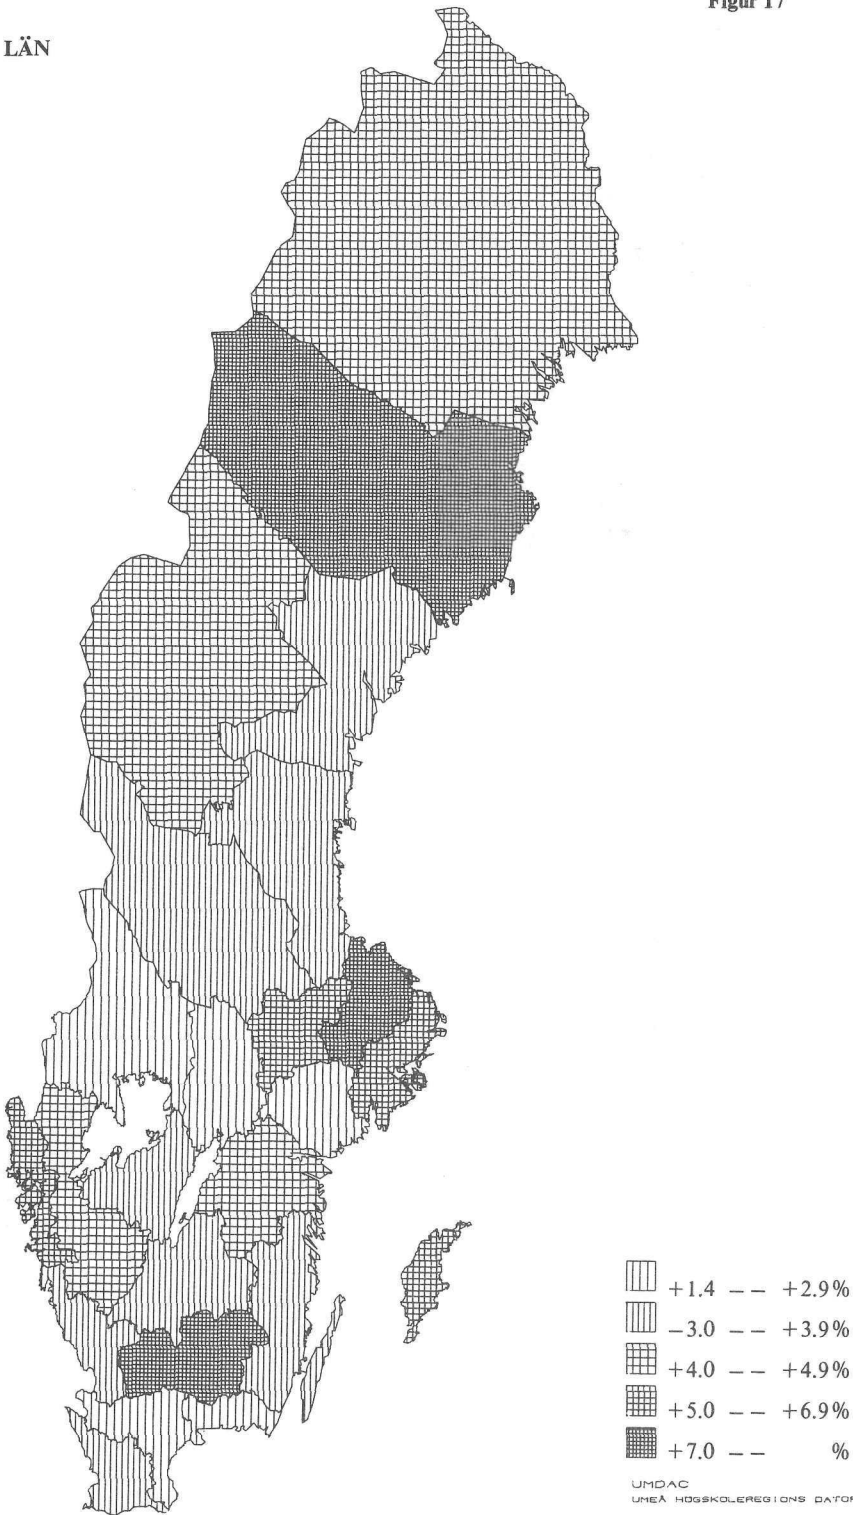 Figur 17
LÄN
+1.4 -- +2.9%
-3.0 -- +3.9%
+4.0 -- +4.9%
+5.0 -- +6.9%
+7.0 -- %
UMDAC
UMEÅ HÖGSKOLEREGIONS DATOR